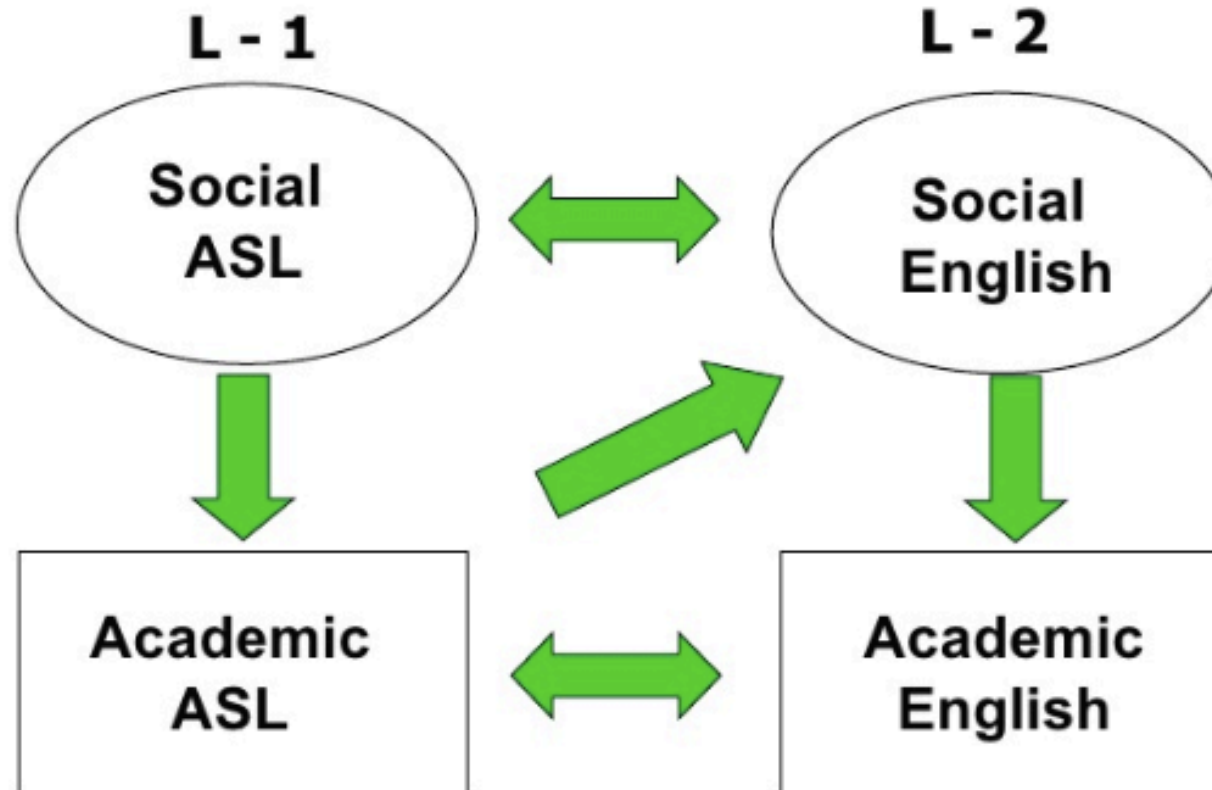 L - 1
L - 2
Social
ASL
Social
English
Academic
ASL
Academic
English